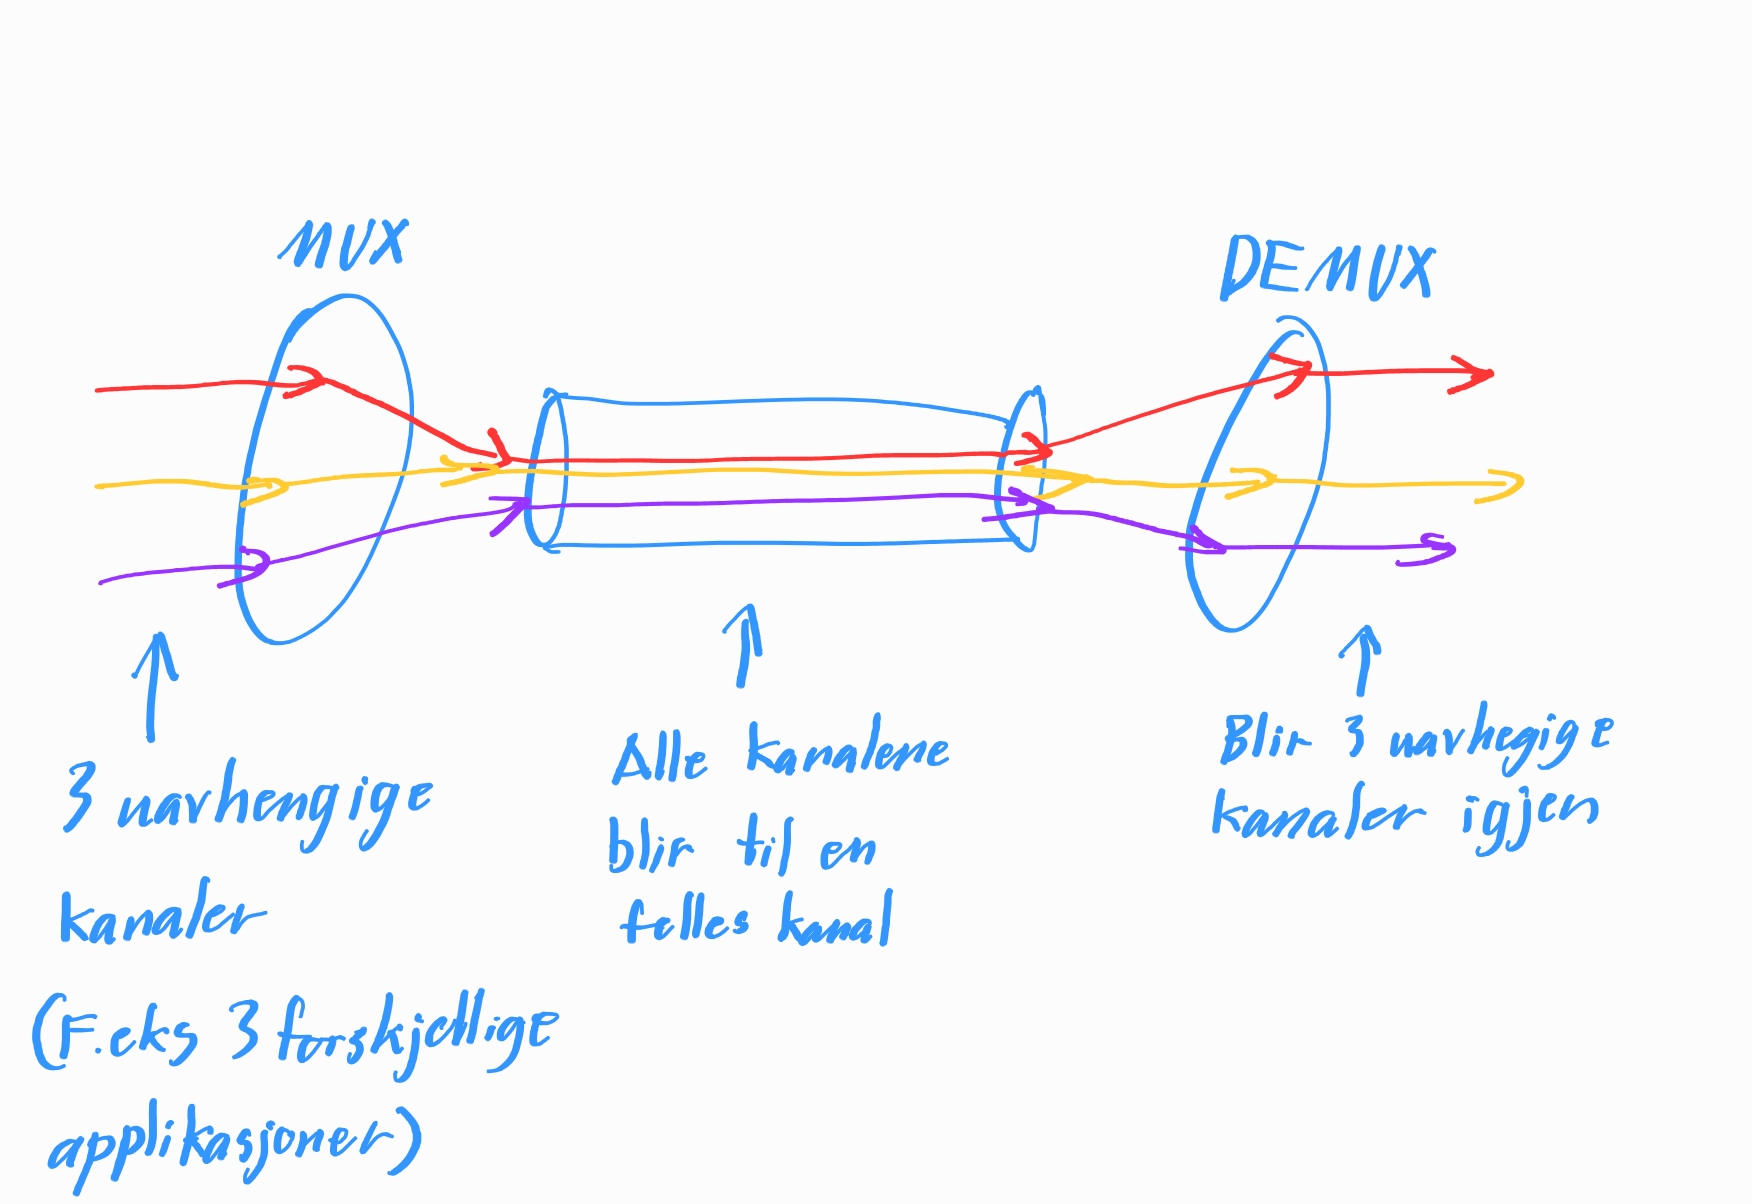 MUX
DEMUX
3 uavhengige
kanaler
(F.eks 3 forskjellige
applikasjoner)
Alle kanalene
blir til en
felles kanal
Blir 3 uavhegige
kanaler igjen